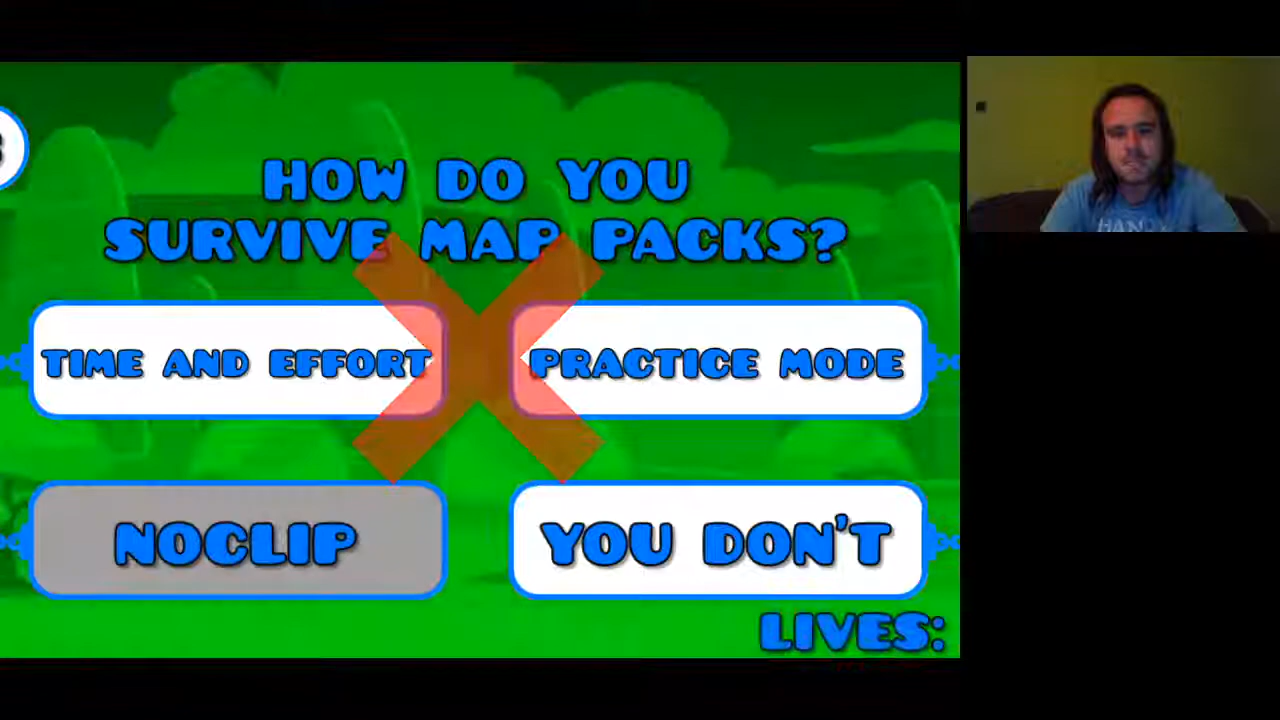 HOW DO YOU
SURVIVE MAP PACKS?
TIME AND EFFORT
PRACTICE MODE
NOCLIP
YOU DON'T
LIVES: